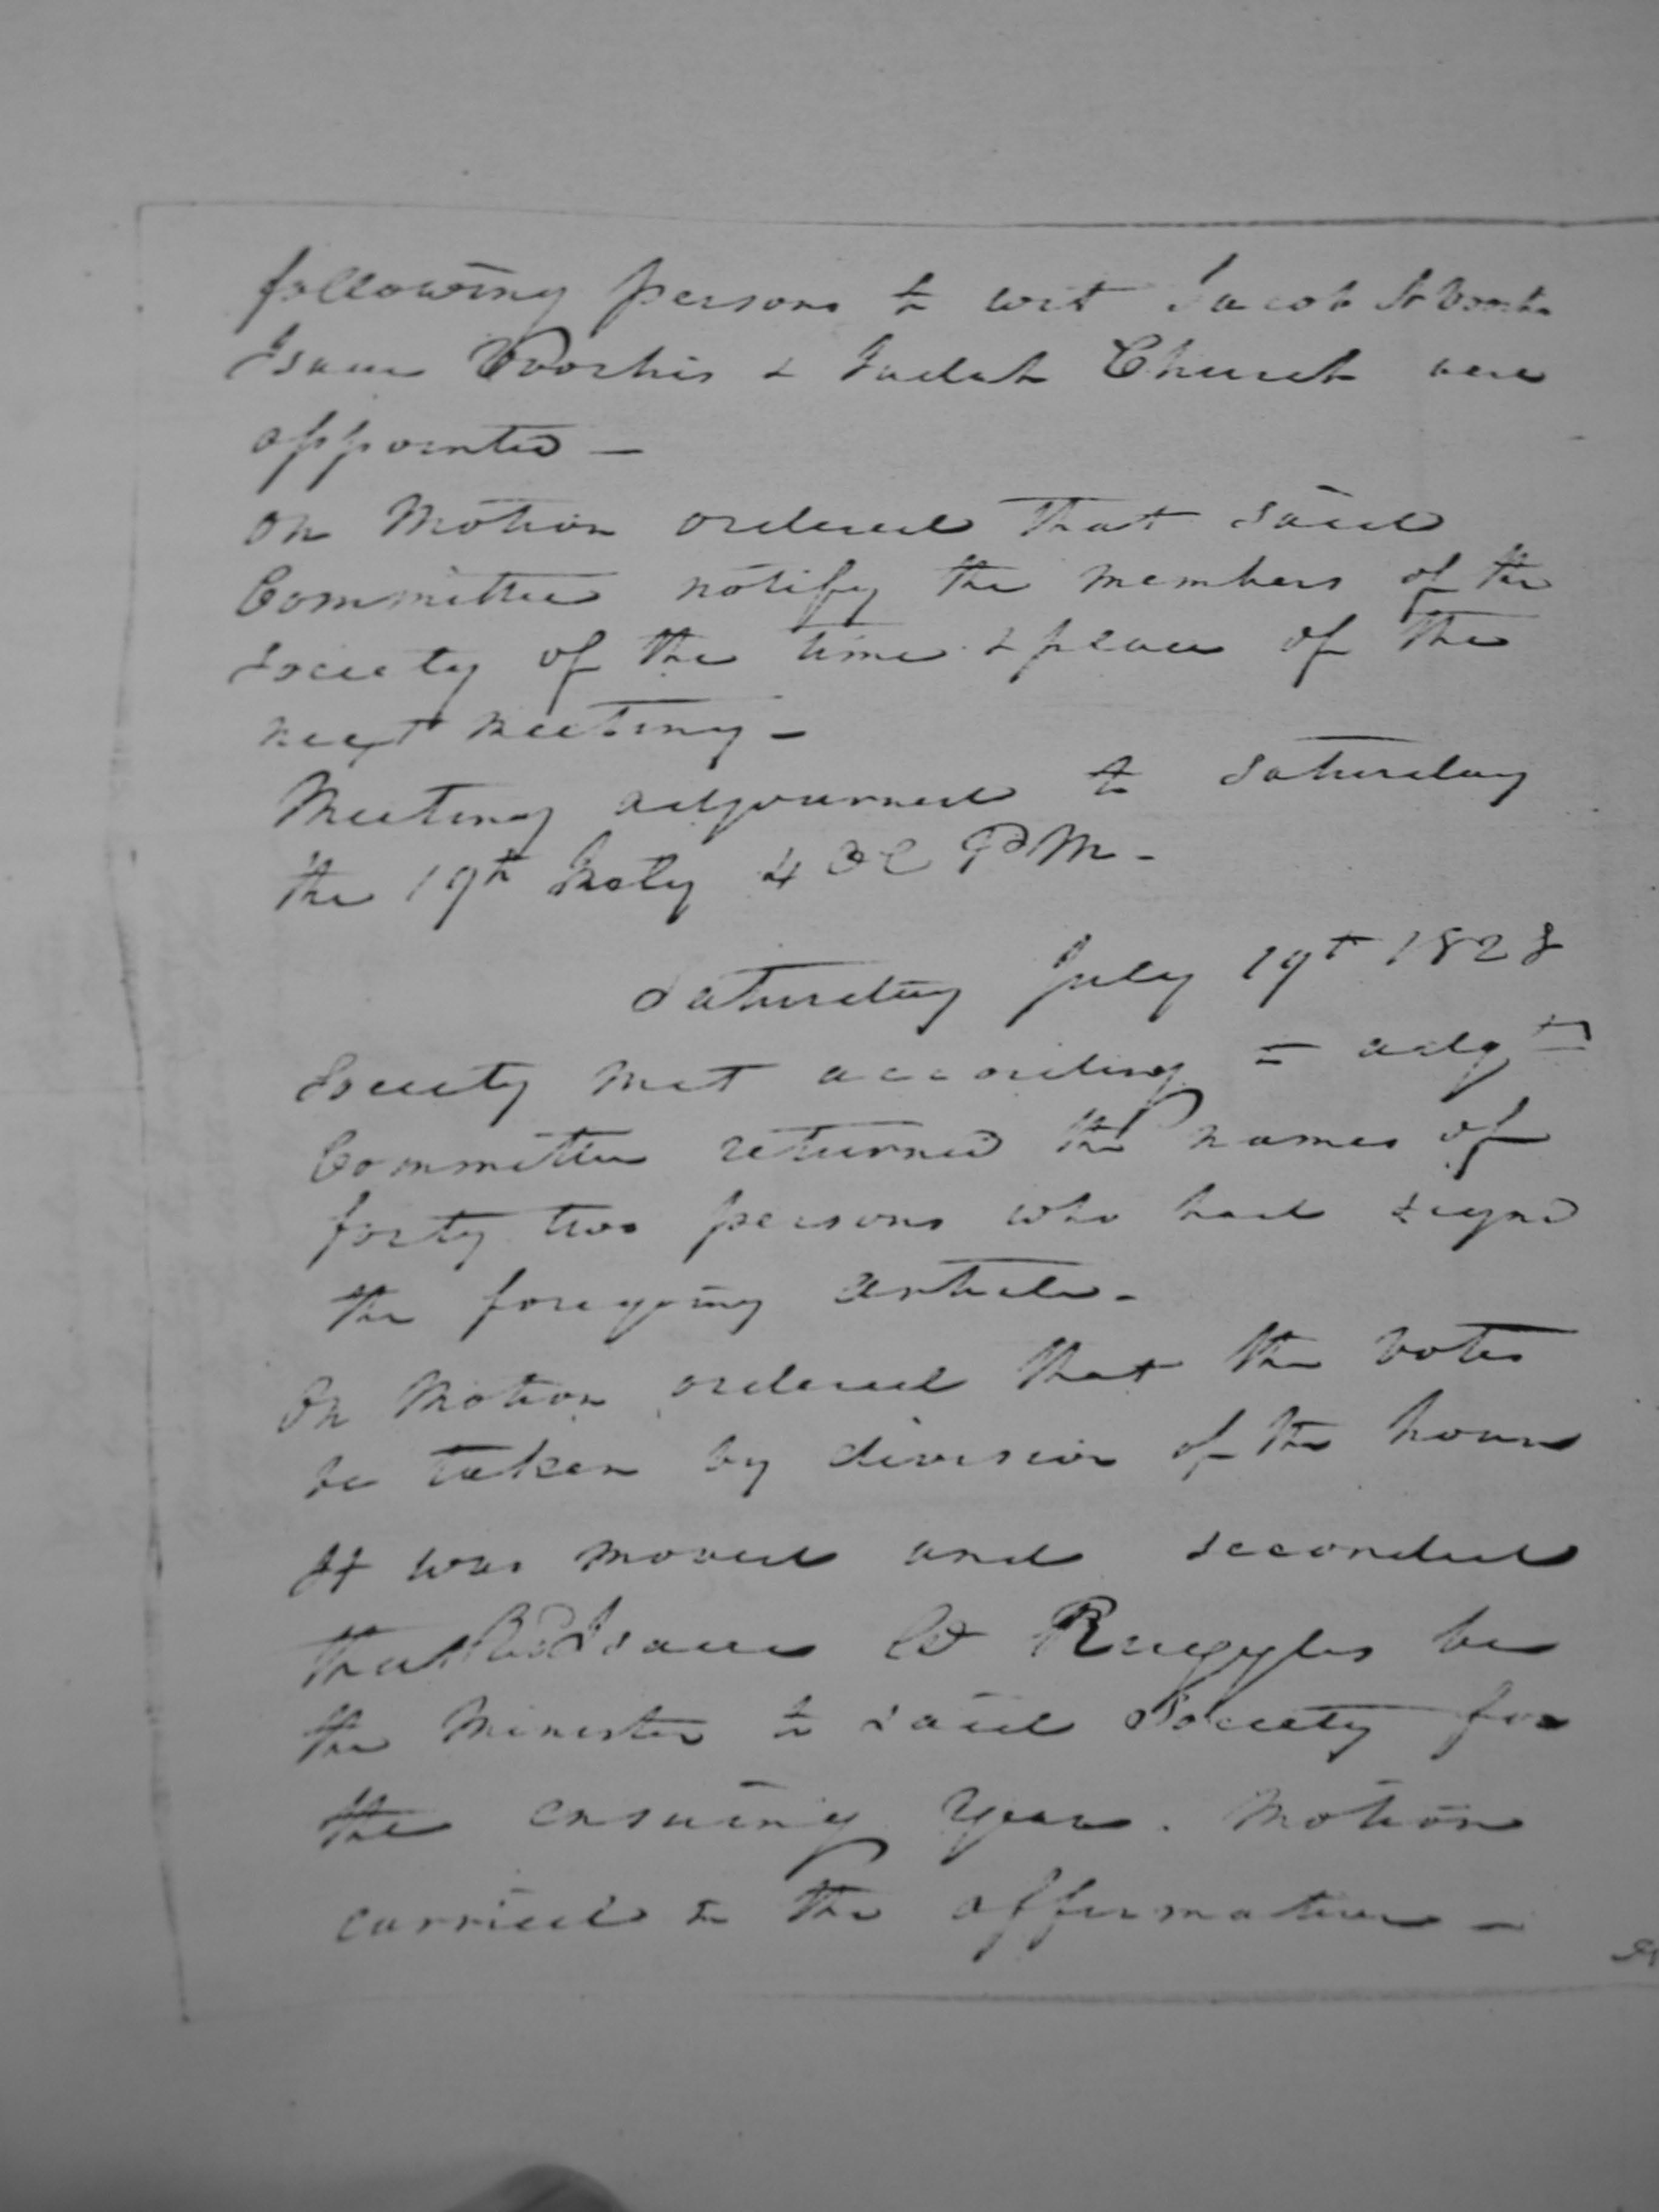 following persons to wit Jacob
Isaac Voorhis & Judah Church were
appointed –
On Motion ordered that said
Committee notify the members of the
Society of the time & place of the
next meeting –
Meeting adjourned to Saturday
the 19th July 4 OC PM –
Saturday July 19th 1828
Society met according to adjt
Committee returned the names of
forty two persons who had signd
the foregoing article –
On Motion ordered that the votes
be taken by division of the house
It was moved and seconded
that Revd Isaac W Ruggles be
the Minister to said Society for
the ensuing year. Motion
carried in the affirmative –